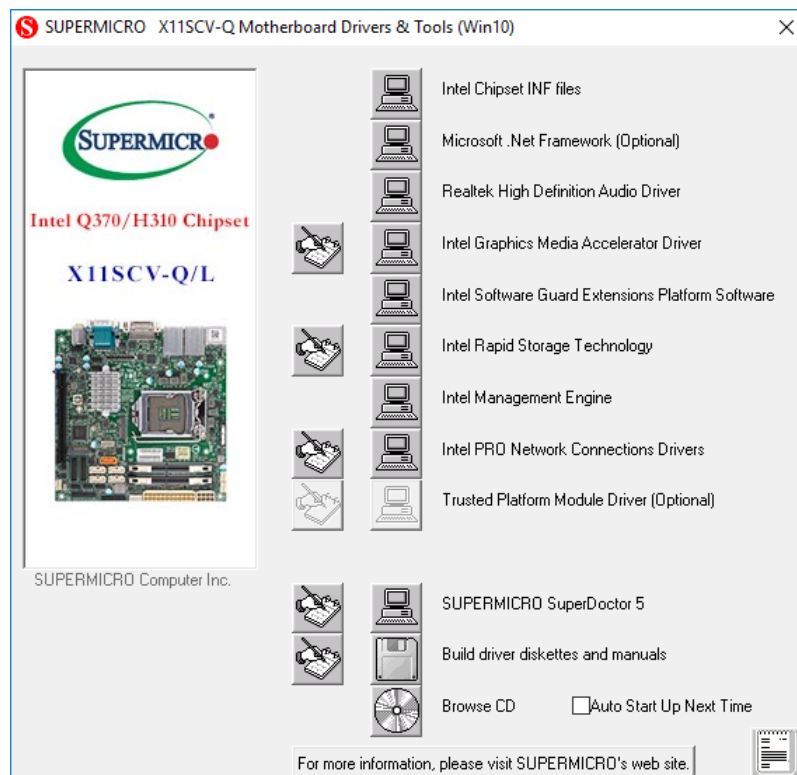 SUPERMICRO X11SCV-Q Motherboard Drivers & Tools (Win10)
SUPERMICRO
Intel Q370/H310 Chipset
X11SCV-Q/L
SUPERMICRO Computer Inc.
Intel Chipset INF files
Microsoft .Net Framework (Optional)
Realtek High Definition Audio Driver
Intel Graphics Media Accelerator Driver
Intel Software Guard Extensions Platform Software
Intel Rapid Storage Technology
Intel Management Engine
Intel PRO Network Connections Drivers
Trusted Platform Module Driver (Optional)
SUPERMICRO SuperDoctor 5
Build driver diskettes and manuals
Browse CD
Auto Start Up Next Time
For more information, please visit SUPERMICRO's web site.